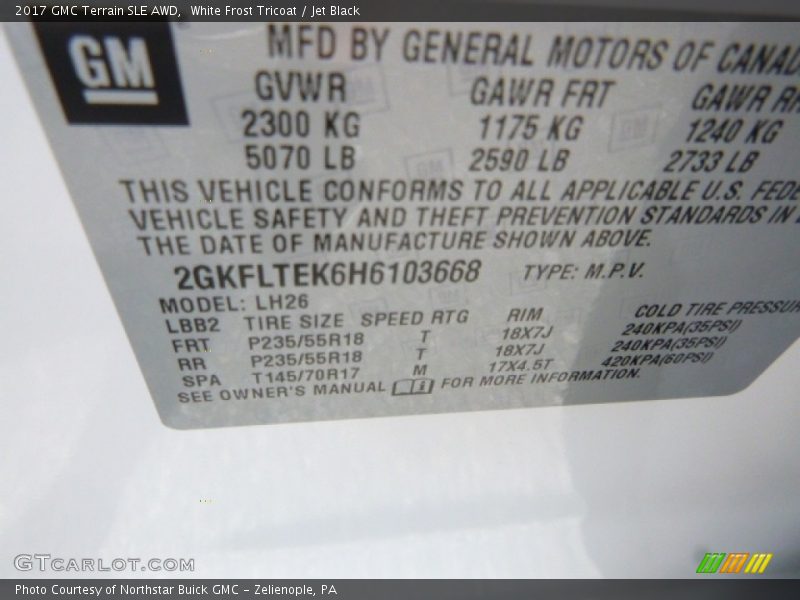 2017 GMC Terrain SLE AWD,  White Frost Tricoat / Jet Black
GM
MFD BY GENERAL MOTORS OF CANAD
GVWR GAWR FRT GAWR RR
2300 KG 1175 KG 1240 KG
5070 LB 2590 LB 2733 LB
THIS VEHICLE CONFORMS TO ALL APPLICABLE U.S. FEDE
VEHICLE SAFETY AND THEFT PREVENTION STANDARDS IN E
THE DATE OF MANUFACTURE SHOWN ABOVE.
2GKFLTEK6H6103668 TYPE: M.P.V.
MODEL: LH26
LBB2 TIRE SIZE SPEED RTG RIM COLD TIRE PRESSUR
FRT P235/55R18 T 18X7J 240KPA(35PSI)
RR P235/55R18 T 18X7J 240KPA(35PSI)
SPA T145/70R17 M 17X4.5T 420KPA(60PSI)
SEE OWNER'S MANUAL FOR MORE INFORMATION.
GTCARLOT.COM
Photo Courtesy of Northstar Buick GMC - Zelienople, PA